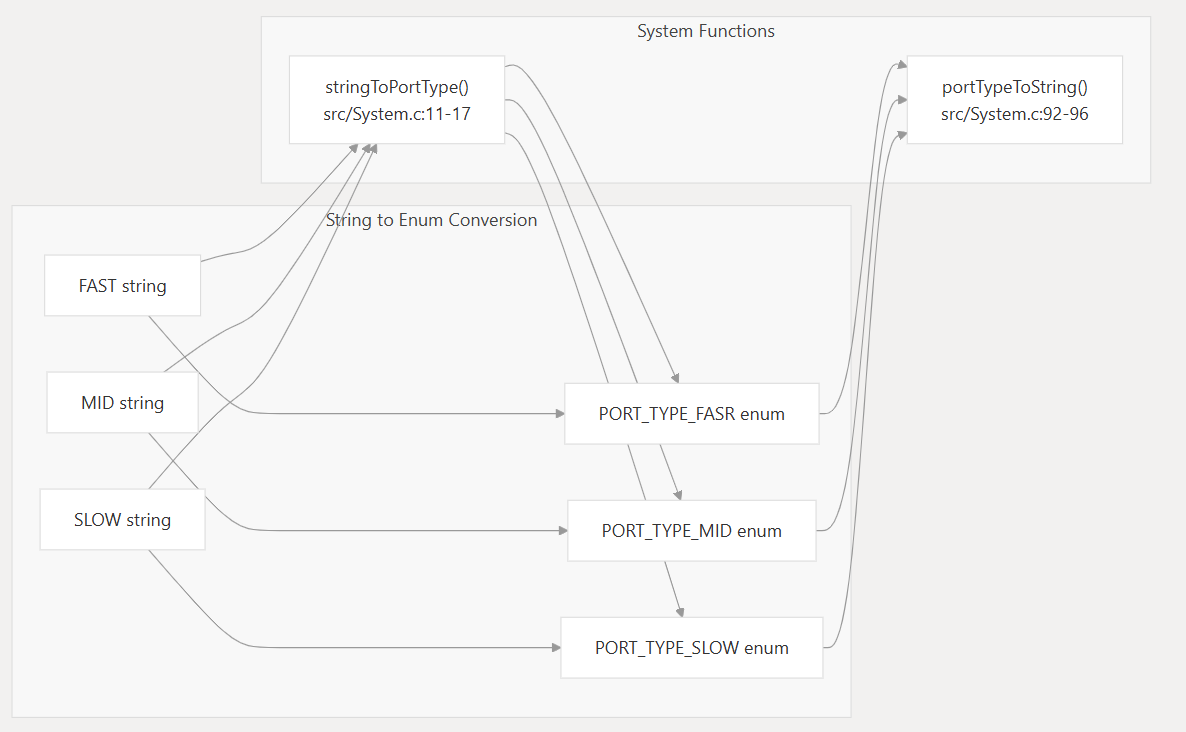 System Functions
stringToPortType()
src/System.c:11-17
portTypeToString()
src/System.c:92-96
String to Enum Conversion
FAST string
MID string
SLOW string
PORT_TYPE_FASR enum
PORT_TYPE_MID enum
PORT_TYPE_SLOW enum